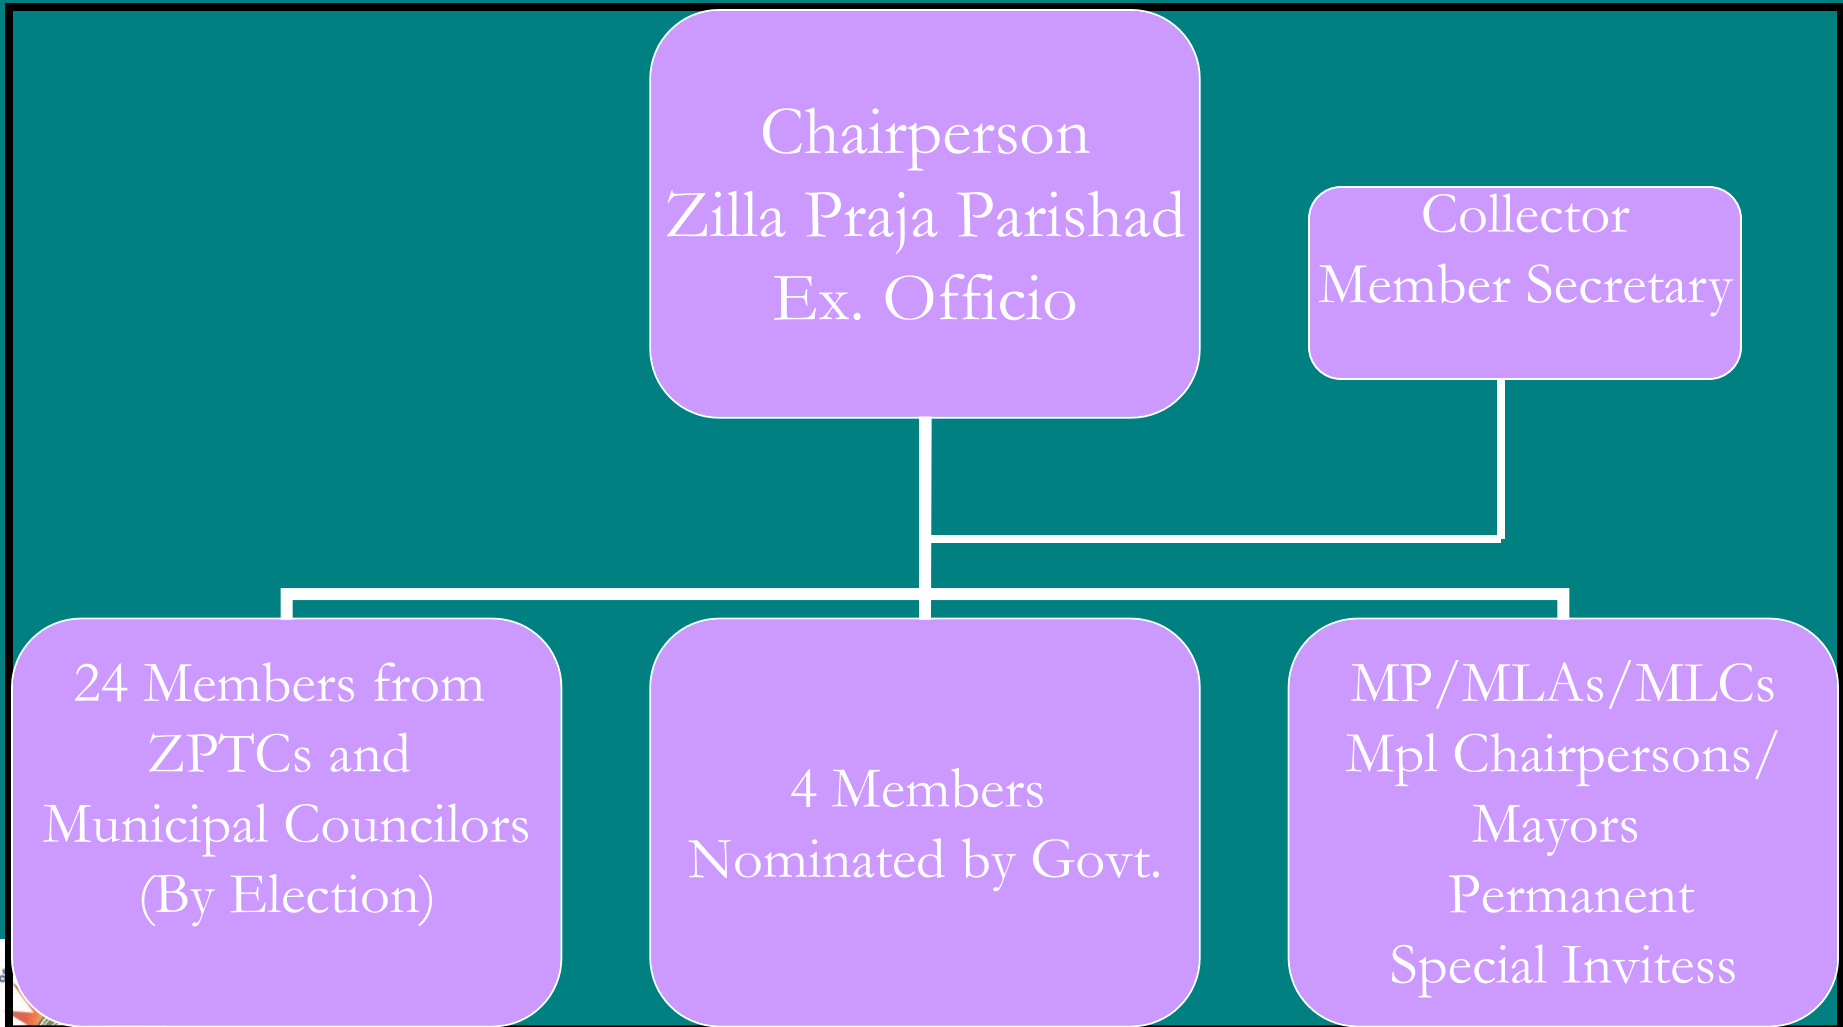 Chairperson
Zilla Praja Parishad
Ex. Officio
Collector
Member Secretary
24 Members from
ZPTCs and
Municipal Councilors
(By Election)
4 Members
Nominated by Govt.
MP/MLAs/MLCs
Mpl Chairpersons/
Mayors
Permanent
Special Invitess